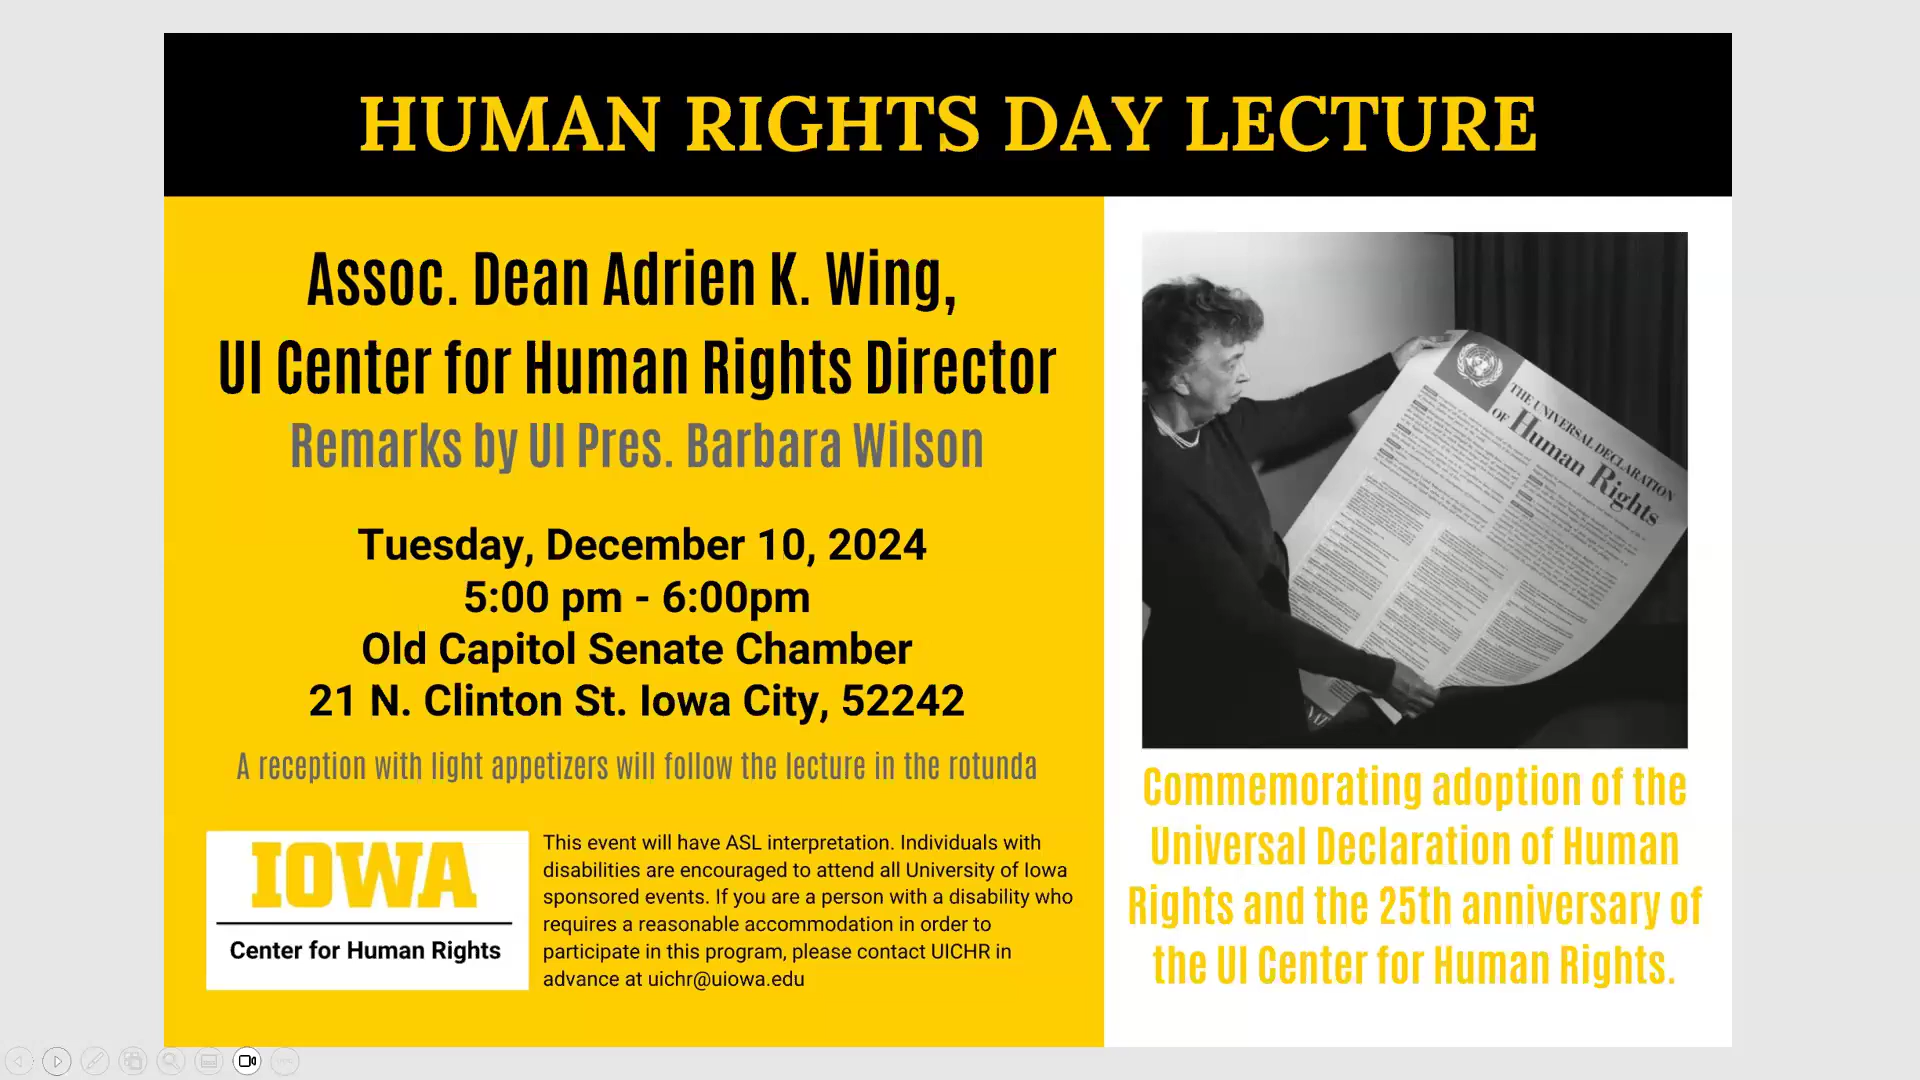 HUMAN RIGHTS DAY LECTURE
Assoc. Dean Adrien K. Wing,
UI Center for Human Rights Director
Remarks by UI Pres. Barbara Wilson
Tuesday, December 10, 2024
5:00 pm - 6:00pm
Old Capitol Senate Chamber
21 N. Clinton St. Iowa City, 52242
A reception with light appetizers will follow the lecture in the rotunda
IOWA
Center for Human Rights
This event will have ASL interpretation. Individuals with
disabilities are encouraged to attend all University of Iowa
sponsored events. If you are a person with a disability who
requires a reasonable accommodation in order to
participate in this program, please contact UICHR in
advance at uichr@uiowa.edu
THE UNIVERSAL DECLARATION
OF Human Rights
Commemorating adoption of the
Universal Declaration of Human
Rights and the 25th anniversary of
the UI Center for Human Rights.